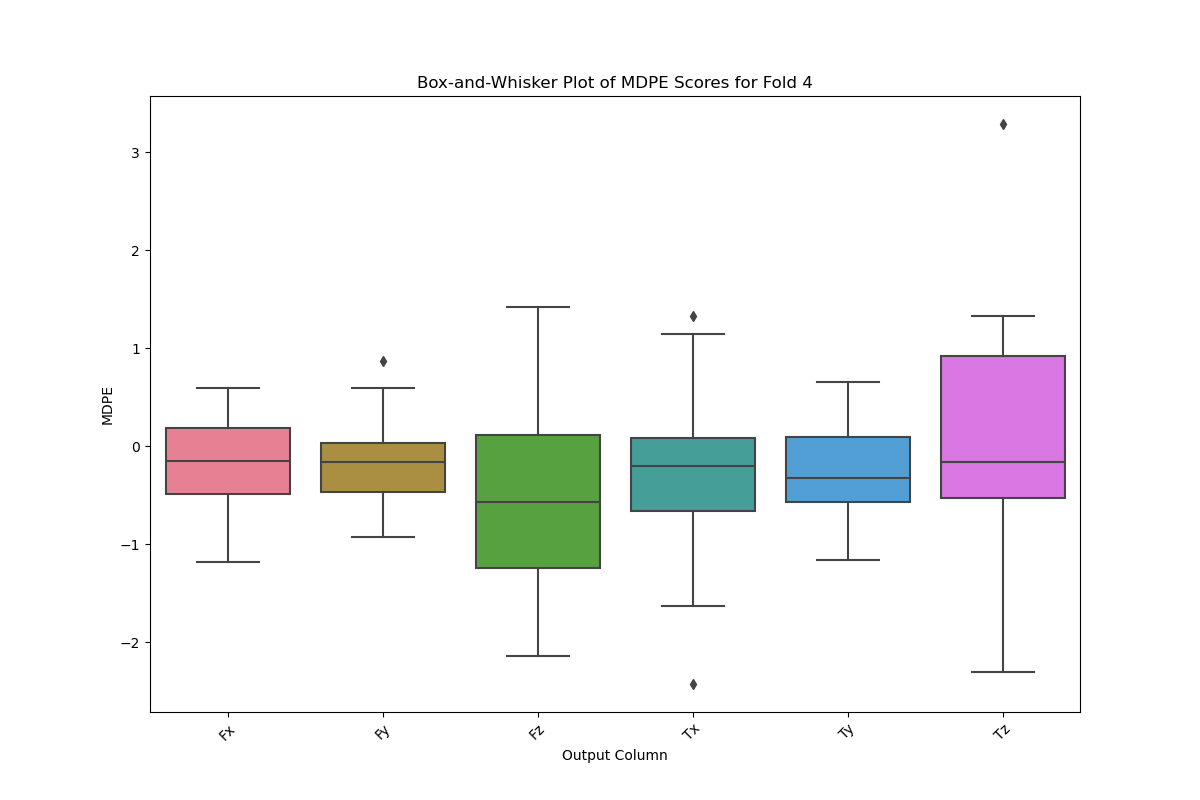 Box-and-Whisker Plot of MDPE Scores for Fold 4
3
2
1
0
−1
−2
MDPE
Fx
Fy
Fz
Tx
Ty
Tz
Output Column